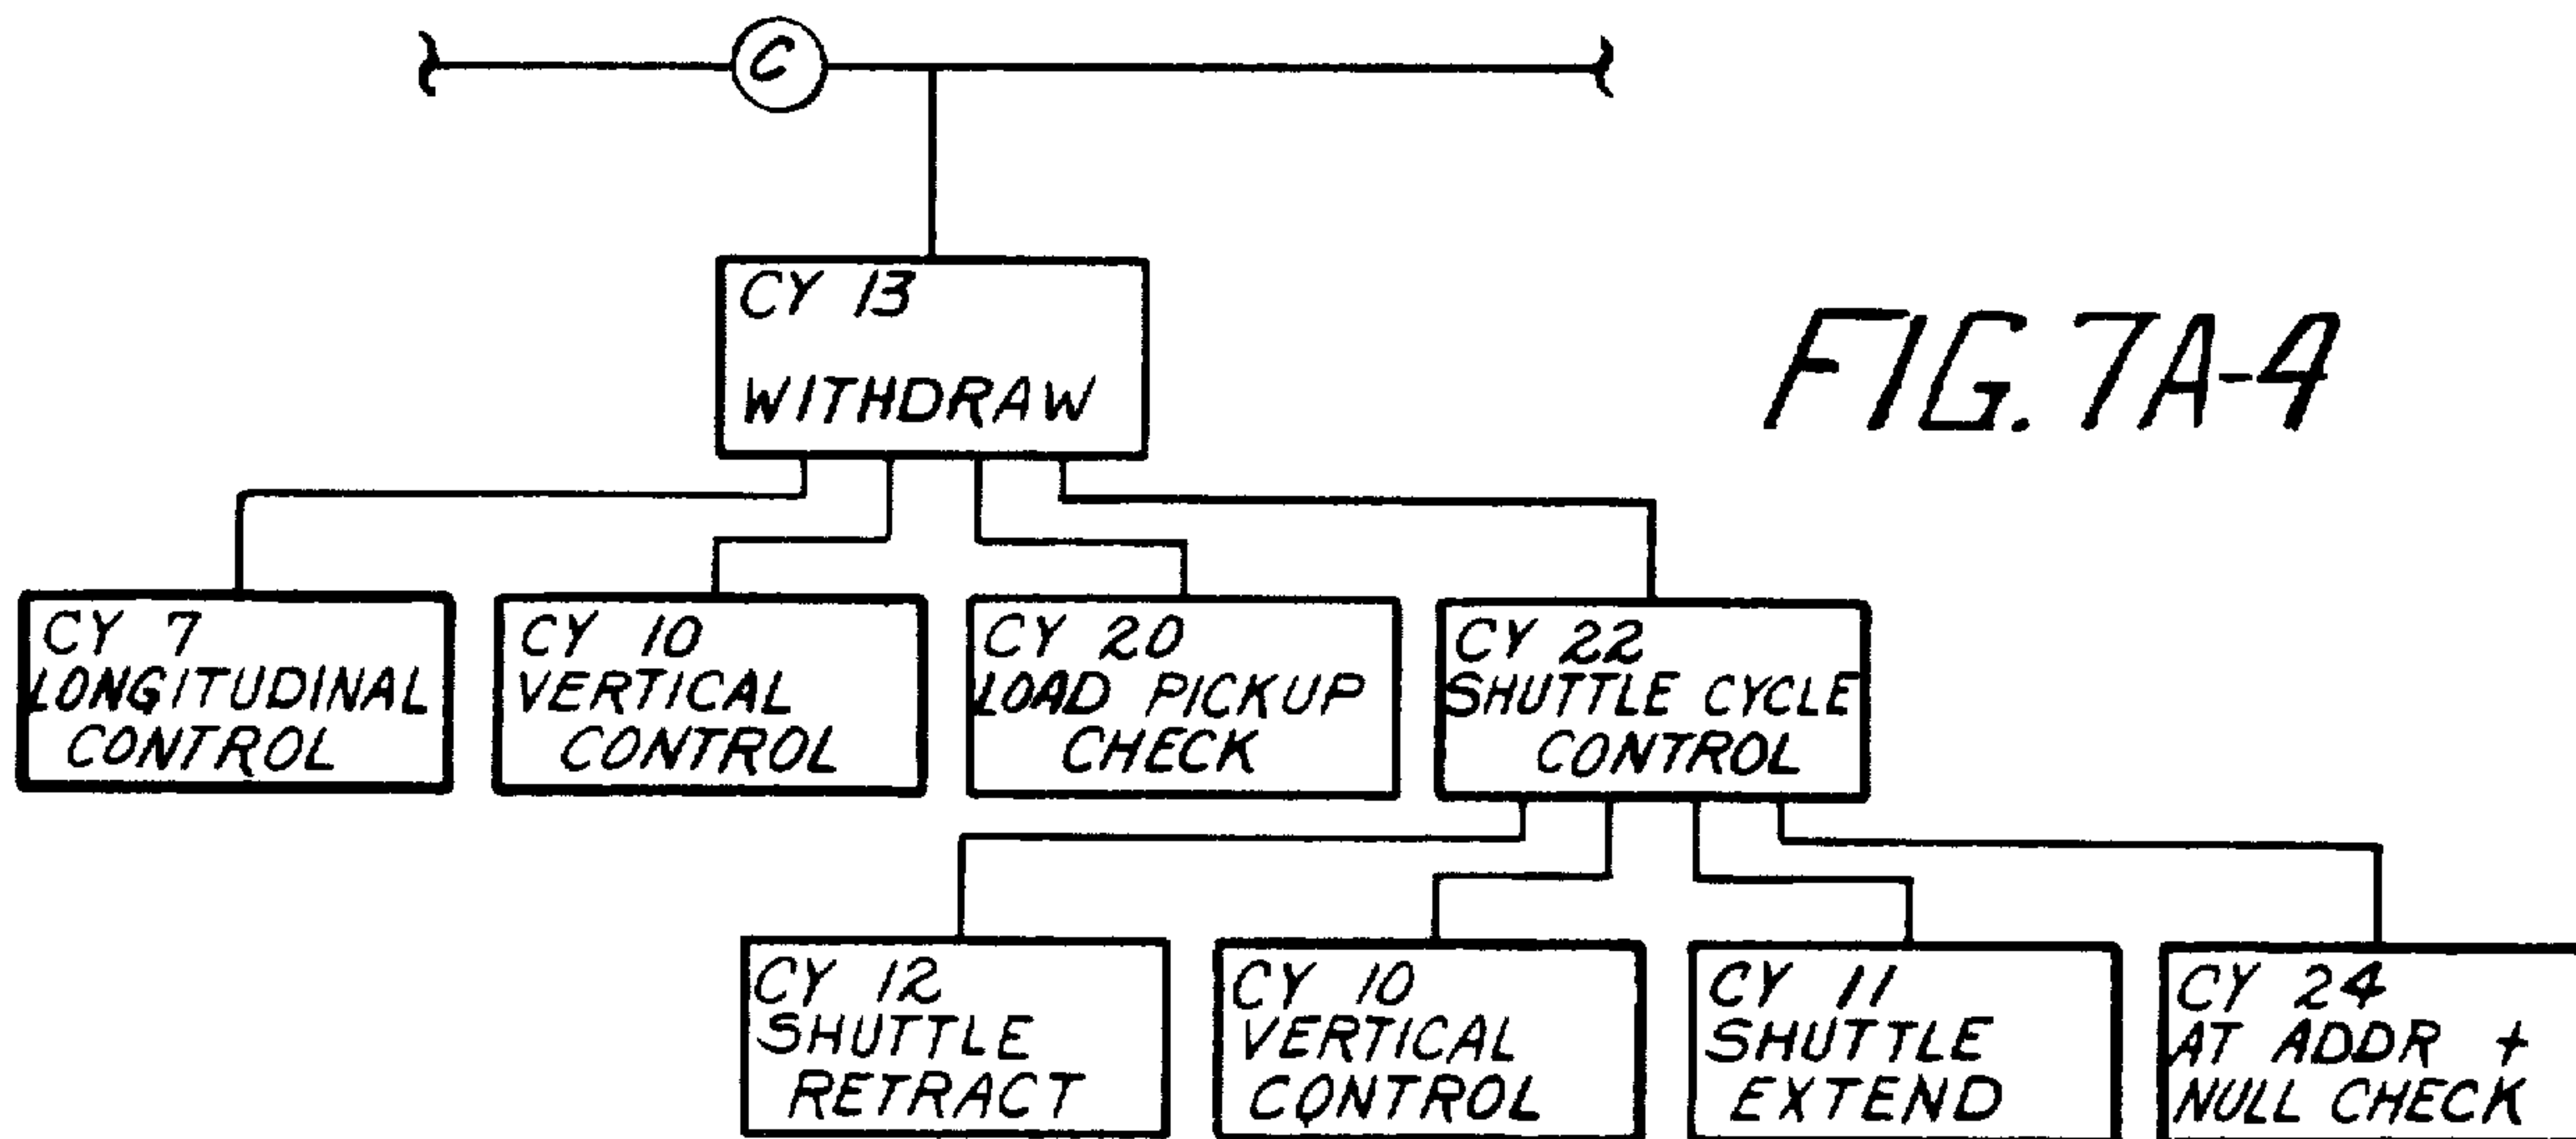 C
CY 13
WITHDRAW
FIG. 7A-4
CY 7
LONGITUDINAL
CONTROL
CY 10
VERTICAL
CONTROL
CY 20
LOAD PICKUP
CHECK
CY 22
SHUTTLE CYCLE
CONTROL
CY 12
SHUTTLE
RETRACT
CY 10
VERTICAL
CONTROL
CY 11
SHUTTLE
EXTEND
CY 24
AT ADDR +
NULL CHECK